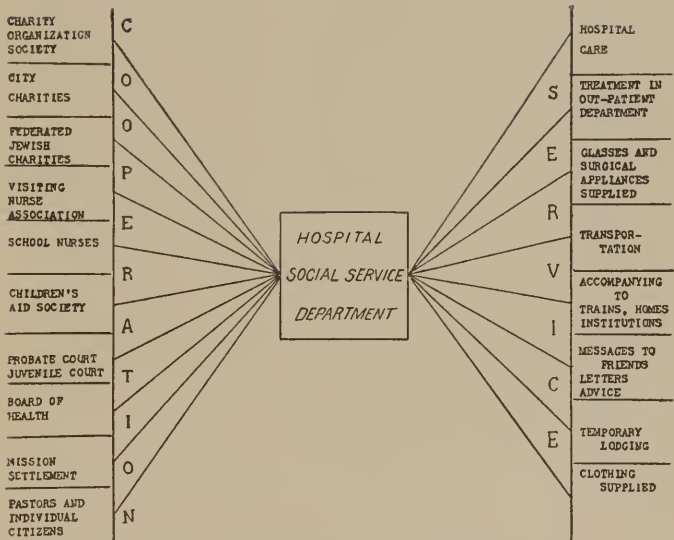 CHARITY
ORGANIZATION
SOCIETY
CITY
CHARITIES
FEDERATED
JEWISH
CHARITIES
VISITING
NURSE
ASSOCIATION
SCHOOL NURSES
CHILDREN'S
AID SOCIETY
PROBATE COURT
JUVENILE COURT
BOARD OF
HEALTH
MISSION
SETTLEMENT
PASTORS AND
INDIVIDUAL
CITIZENS
COOPERATION
HOSPITAL
SOCIAL SERVICE
DEPARTMENT
SERVICE
HOSPITAL
CARE
TREATMENT IN
OUT-PATIENT
DEPARTMENT
GLASSES AND
SURGICAL
APPLIANCES
SUPPLIED
TRANSPOR-
TATION
ACCOMPANYING
TO
TRAINS, HOMES
INSTITUTIONS
MESSAGES TO
FRIENDS
LETTERS
ADVICE
TEMPORARY
LODGING
CLOTHING
SUPPLIED